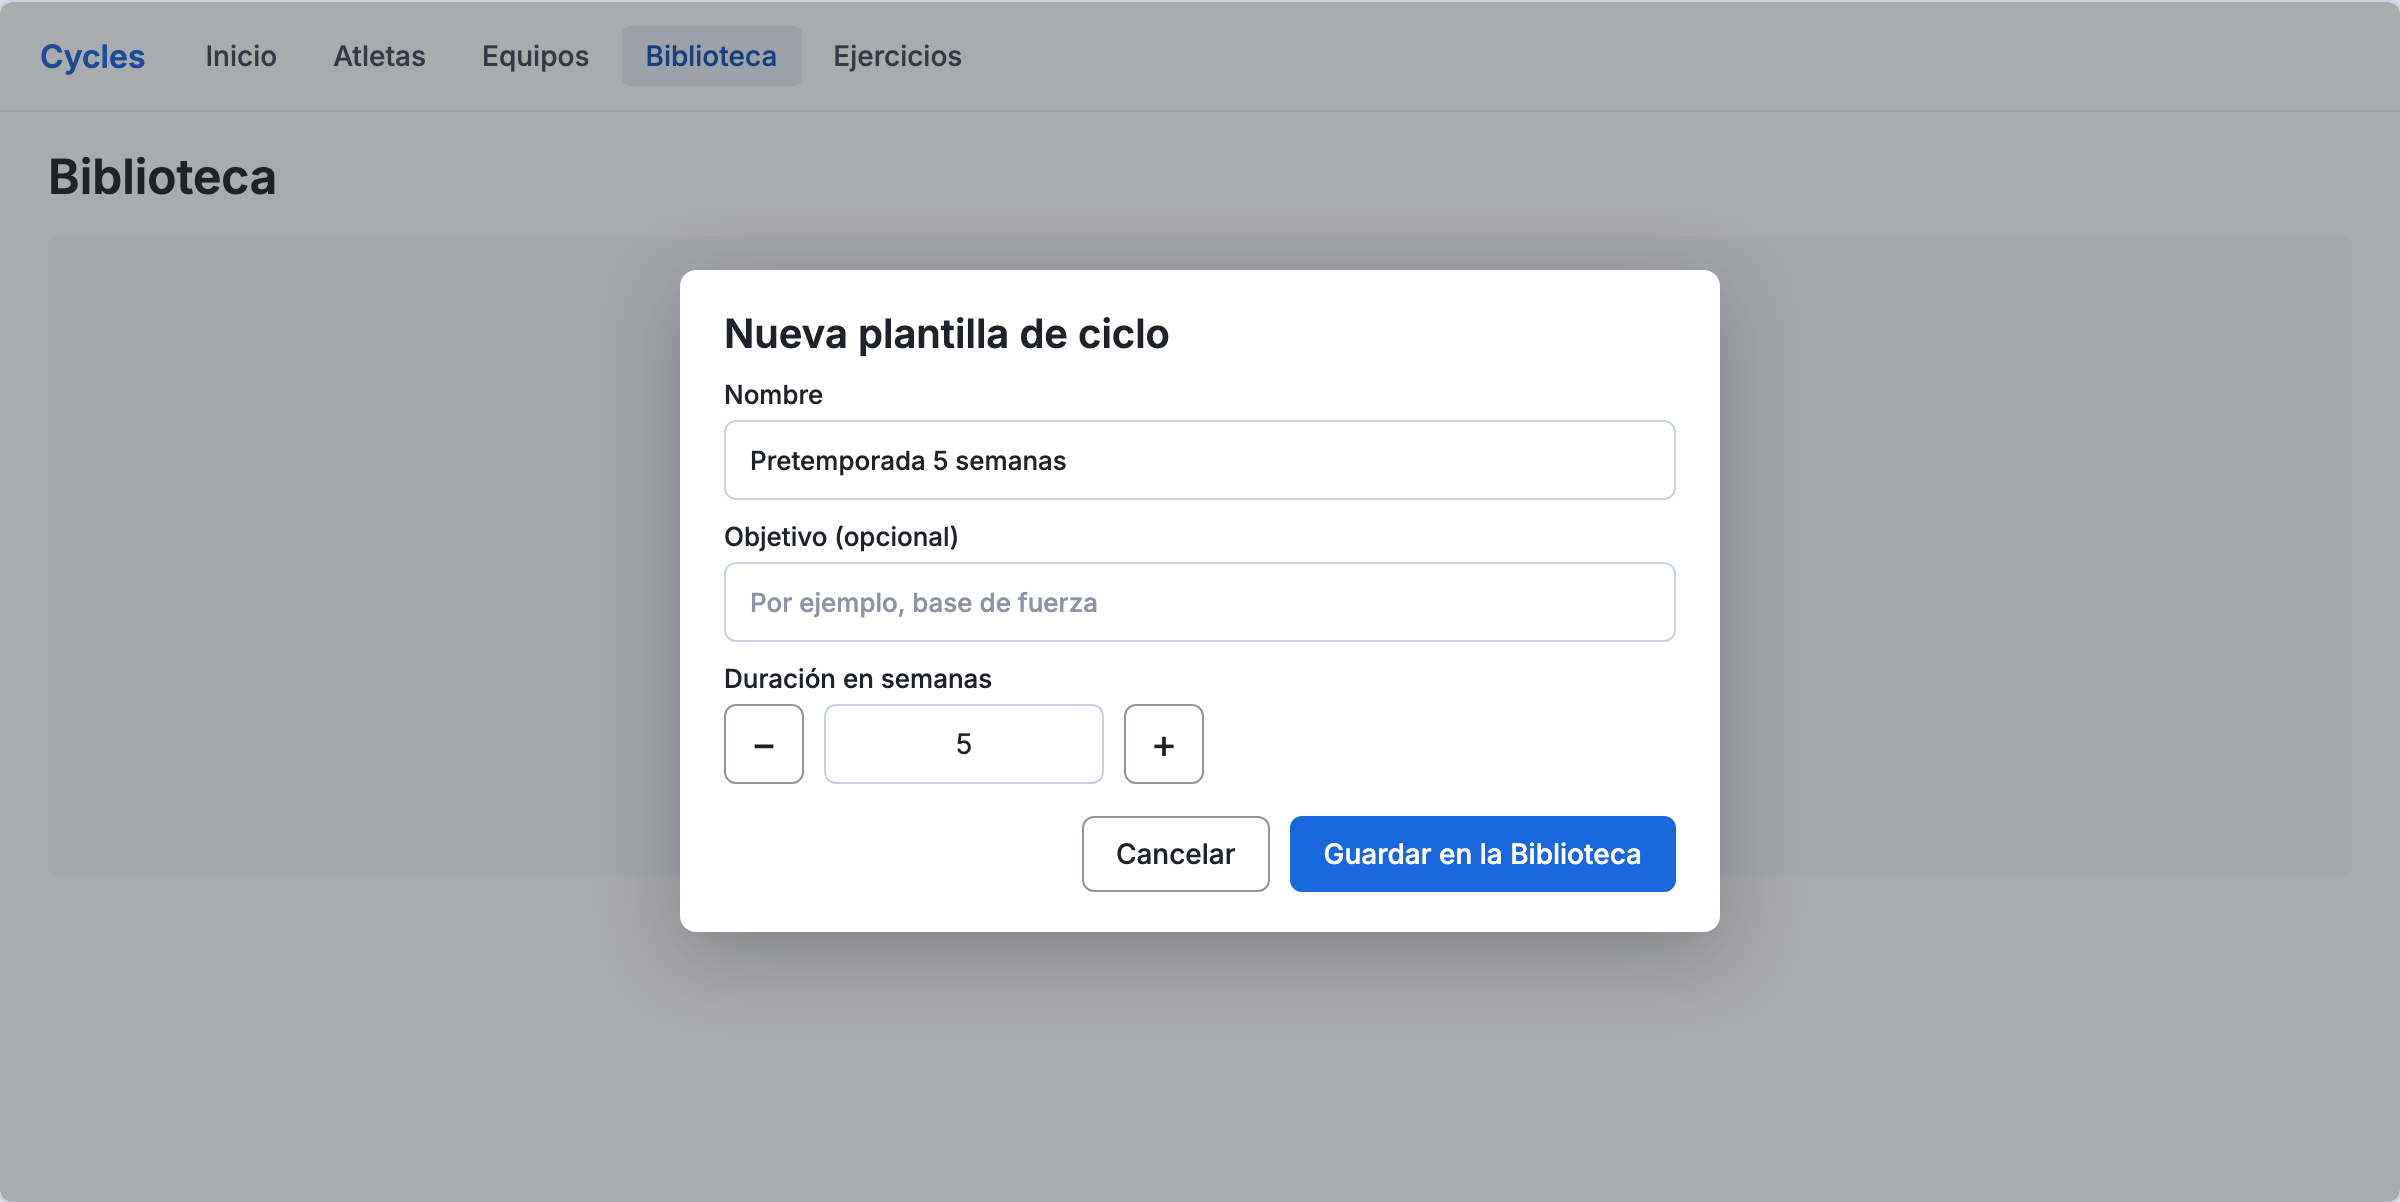 Cycles Inicio Atletas Equipos Biblioteca Ejercicios
Biblioteca
Nueva plantilla de ciclo
Nombre
Pretemporada 5 semanas
Objetivo (opcional)
Por ejemplo, base de fuerza
Duración en semanas
− 5 +
Cancelar Guardar en la Biblioteca